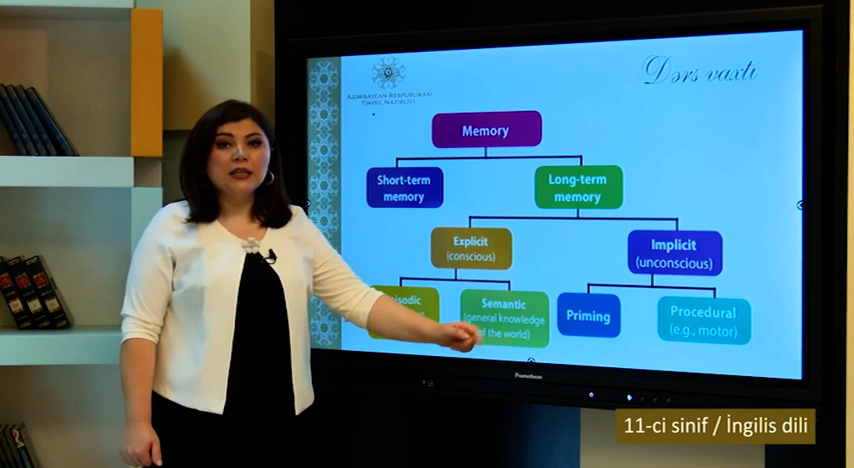 Dərs vaxtı
AZƏRBAYCAN RESPUBLİKASI
TƏHSİL NAZİRLİYİ
Memory
Short-term
memory
Long-term
memory
Explicit
(conscious)
Implicit
(unconscious)
Semantic
(general knowledge
of the world)
Priming
Procedural
(e.g., motor)
Promethean
11-ci sinif / İngilis dili